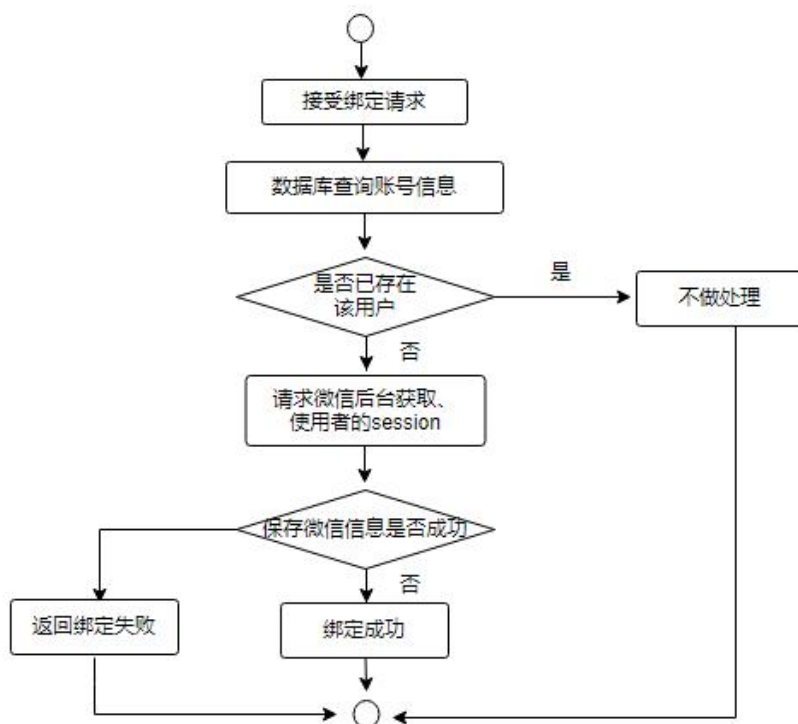 接受绑定请求
数据库查询账号信息
是否已存在
该用户
是
不做处理
否
请求微信后台获取、
使用者的session
保存微信信息是否成功
否
返回绑定失败
绑定成功